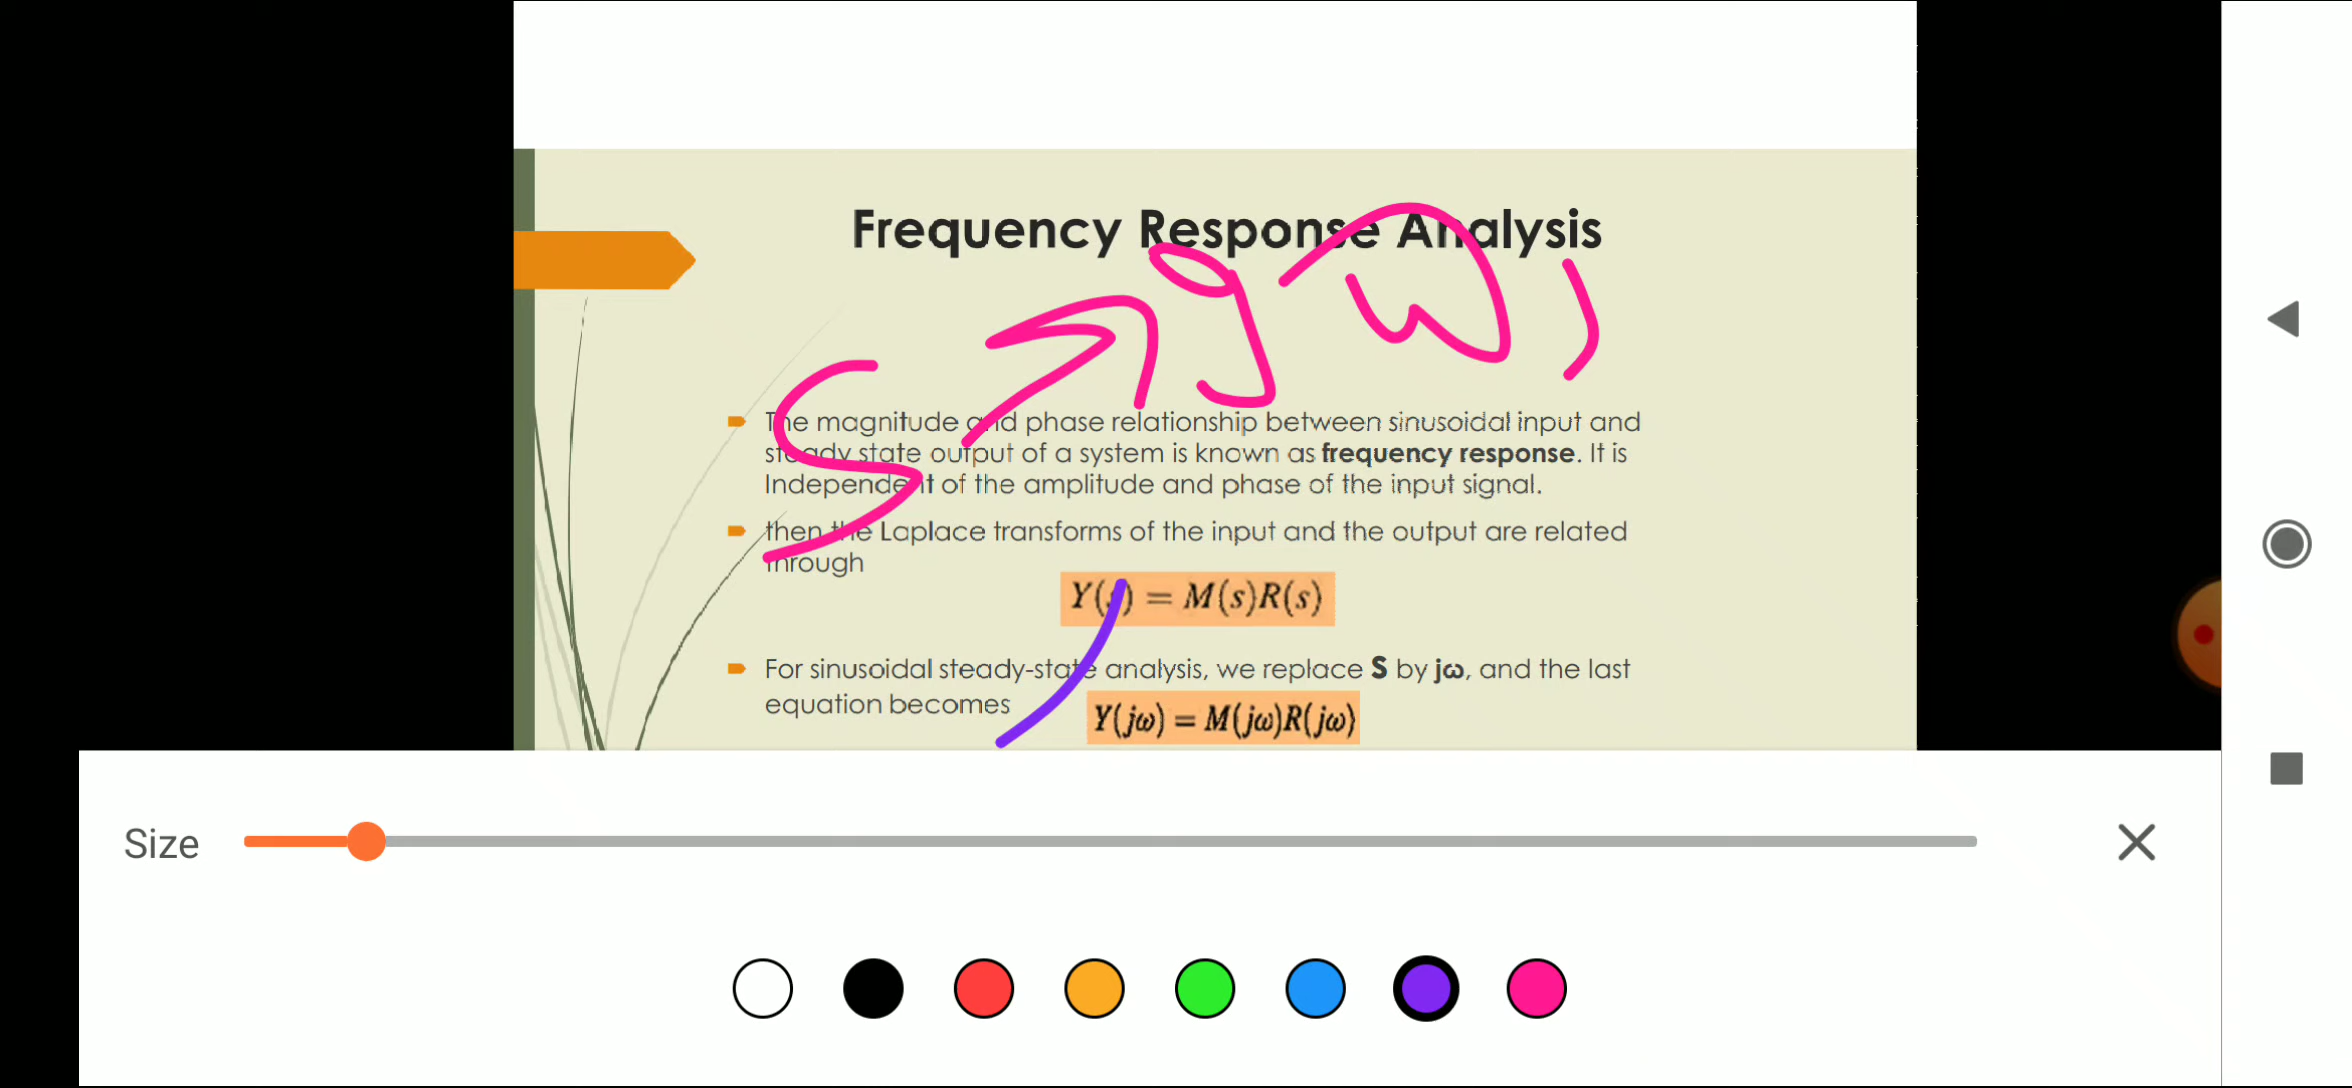 Frequency Response Analysis
The magnitude and phase relationship between sinusoidal input and
steady state output of a system is known as frequency response. It is
Independent of the amplitude and phase of the input signal.
then the Laplace transforms of the input and the output are related
through
Y(s) = M(s)R(s)
For sinusoidal steady-state analysis, we replace S by jω, and the last
equation becomes
Y(jω) = M(jω)R(jω)
Size